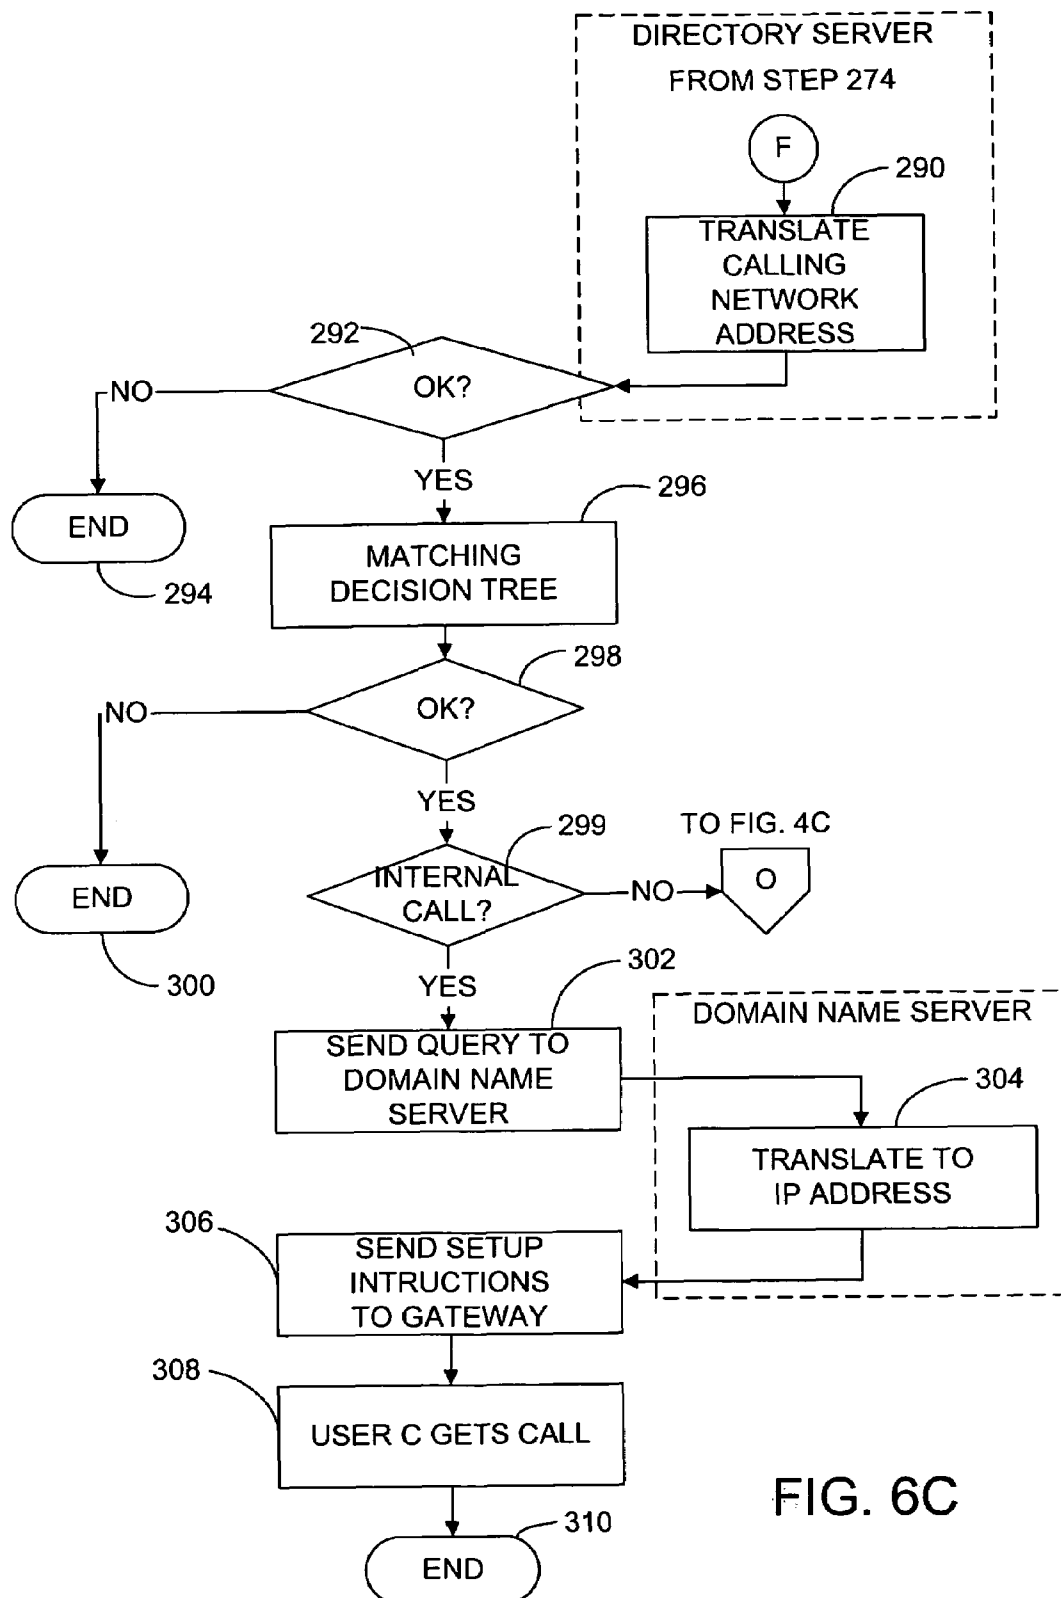 DIRECTORY SERVER
FROM STEP 274
F
290
TRANSLATE
CALLING
NETWORK
ADDRESS
292
OK?
NO
YES
END
294
296
MATCHING
DECISION TREE
298
OK?
NO
YES
END
300
299
TO FIG. 4C
INTERNAL
CALL?
NO
O
YES
302
SEND QUERY TO
DOMAIN NAME
SERVER
DOMAIN NAME SERVER
304
TRANSLATE TO
IP ADDRESS
306
SEND SETUP
INTRUCTIONS
TO GATEWAY
308
USER C GETS CALL
310
END
FIG. 6C